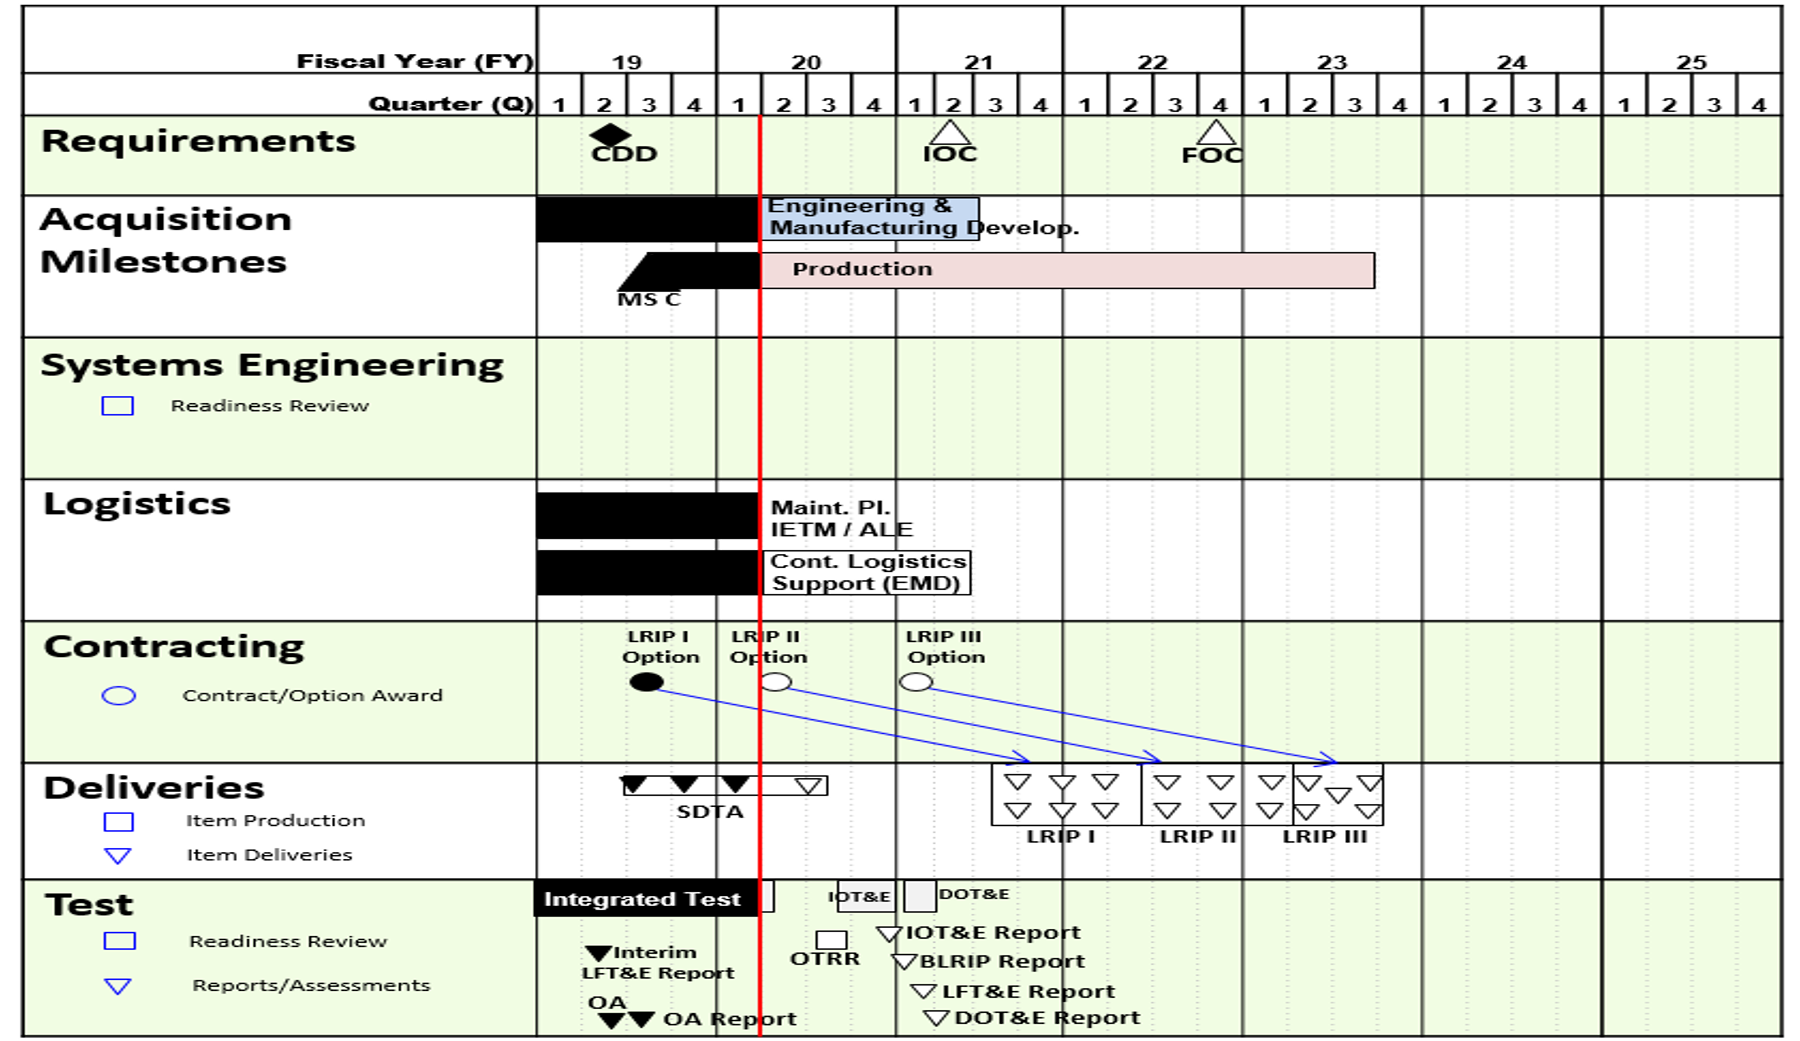 Fiscal Year (FY) 19 20 21 22 23 24 25
Quarter (Q) 1 2 3 4 1 2 3 4 1 2 3 4 1 2 3 4 1 2 3 4 1 2 3 4 1 2 3 4
Requirements
CDD
IOC
FOC
Acquisition
Milestones
Engineering &
Manufacturing Develop.
Production
MS C
Systems Engineering
Readiness Review
Logistics
Maint. Pl.
IETM / ALE
Cont. Logistics
Support (EMD)
Contracting
Contract/Option Award
LRIP I
Option
LRIP II
Option
LRIP III
Option
Deliveries
Item Production
Item Deliveries
SDTA
LRIP I
LRIP II
LRIP III
Test
Readiness Review
Reports/Assessments
Integrated Test
IOT&E
DOT&E
Interim
LFT&E Report
OTRR
IOT&E Report
BLRIP Report
LFT&E Report
OA
OA Report
DOT&E Report